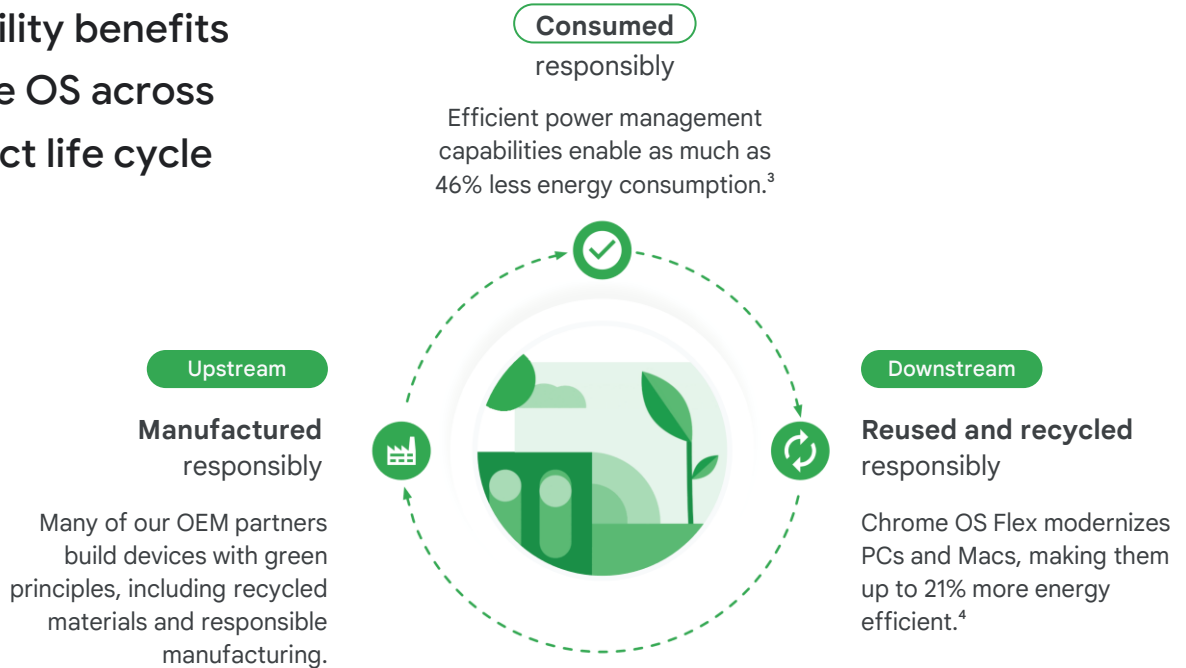 ility benefits
e OS across
ct life cycle
Consumed
responsibly
Efficient power management
capabilities enable as much as
46% less energy consumption.³
Upstream
Manufactured
responsibly
Many of our OEM partners
build devices with green
principles, including recycled
materials and responsible
manufacturing.
Downstream
Reused and recycled
responsibly
Chrome OS Flex modernizes
PCs and Macs, making them
up to 21% more energy
efficient.⁴